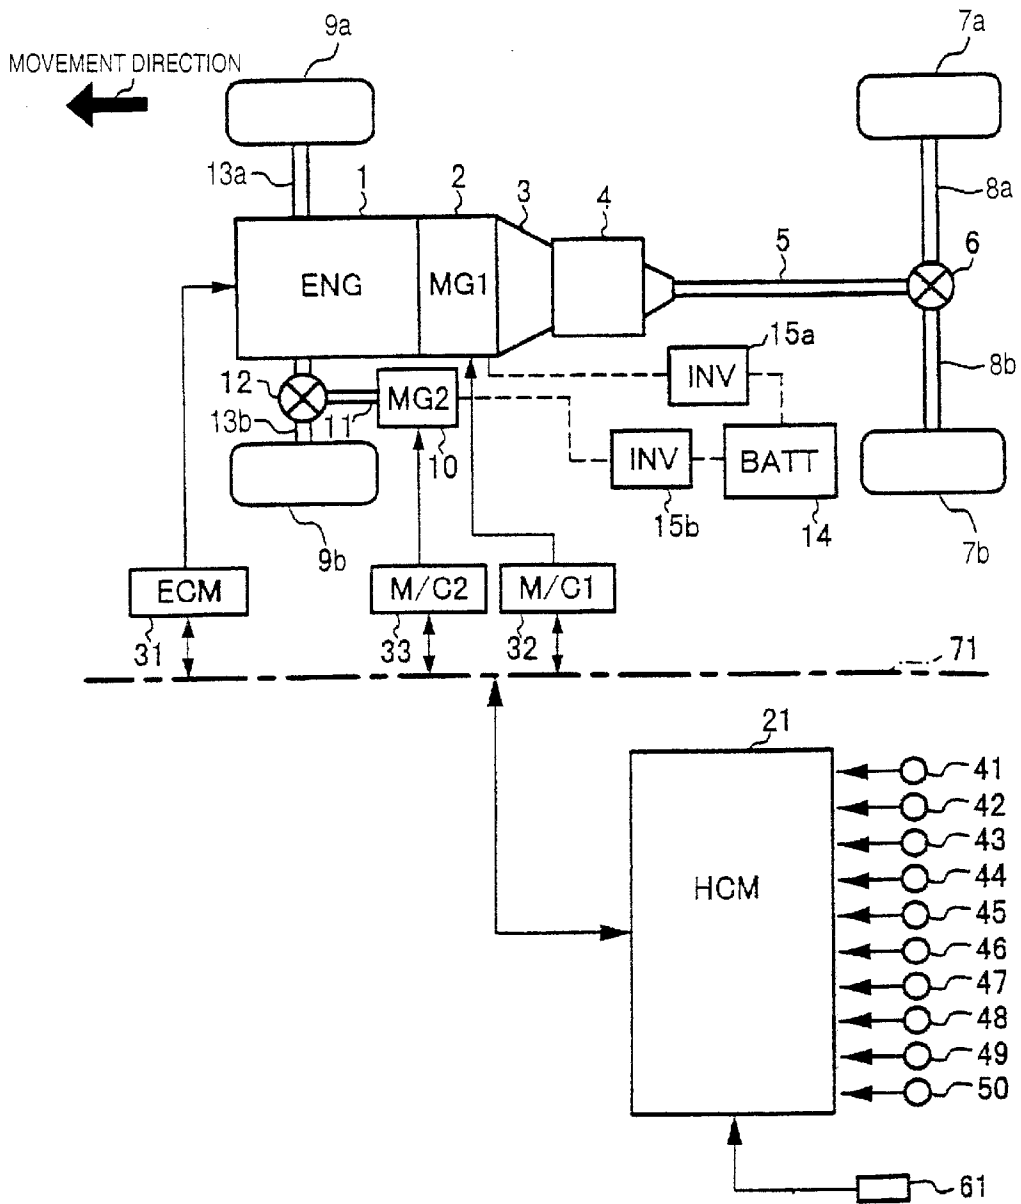 9a
7a
MOVEMENT DIRECTION
13a
1
2
3
4
8a
5
6
ENG
MG1
15a
8b
INV
12
MG2
13b
11
10
INV
BATT
15b
14
9b
7b
ECM
M/C2
M/C1
31
33
32
71
21
41
42
43
44
HCM
45
46
47
48
49
50
61